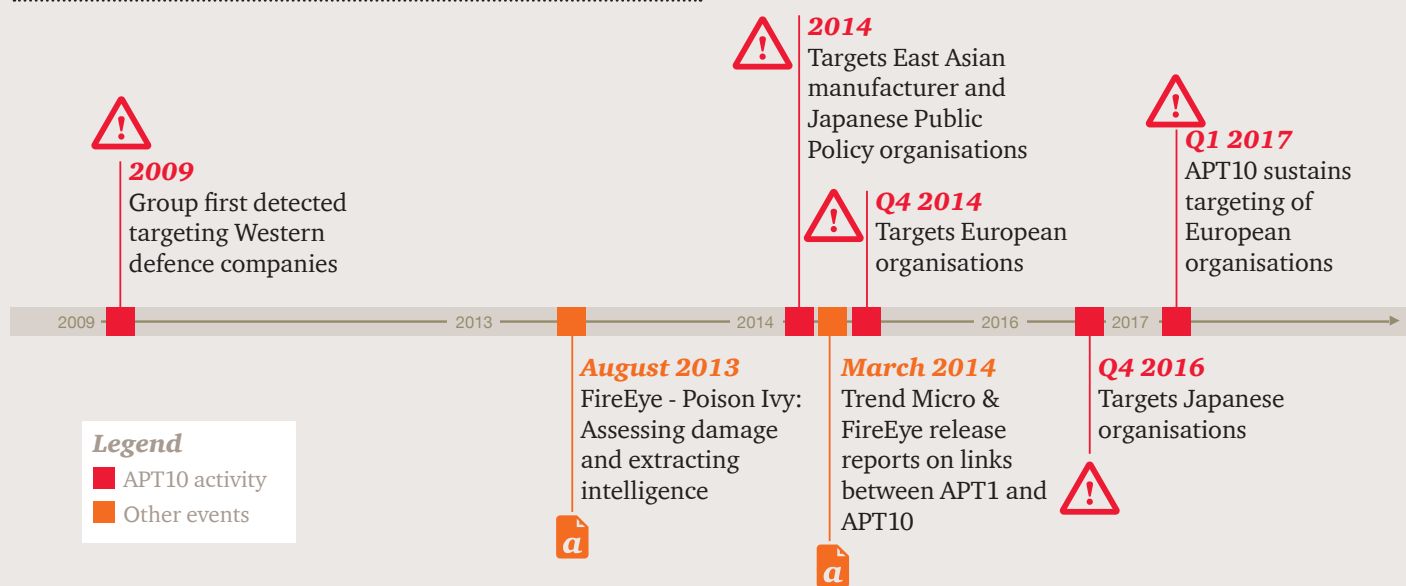 2009
Group first detected
targeting Western
defence companies
2014
Targets East Asian
manufacturer and
Japanese Public
Policy organisations
Q4 2014
Targets European
organisations
Q1 2017
APT10 sustains
targeting of
European
organisations
2009
2013
2014
2016
2017
August 2013
FireEye - Poison Ivy:
Assessing damage
and extracting
intelligence
a
March 2014
Trend Micro &
FireEye release
reports on links
between APT1 and
APT10
a
Q4 2016
Targets Japanese
organisations
Legend
APT10 activity
Other events